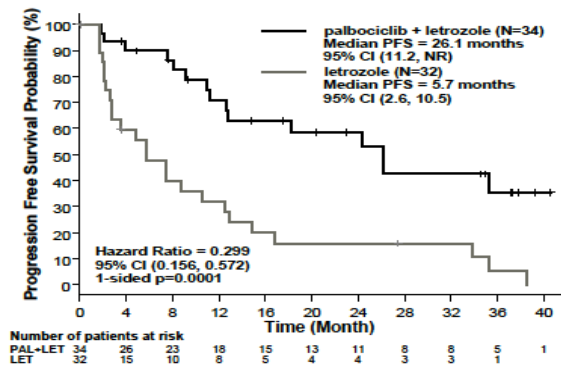 Progression Free Survival Probability (%)
100
90
80
70
60
50
40
30
20
10
0
palbociclib + letrozole (N=34)
Median PFS = 26.1 months
95% CI (11.2, NR)
letrozole (N=32)
Median PFS = 5.7 months
95% CI (2.6, 10.5)
Hazard Ratio = 0.299
95% CI (0.156, 0.572)
1-sided p=0.0001
0 4 8 12 16 20 24 28 32 36 40
Time (Month)
Number of patients at risk
PAL+LET 34 26 23 18 15 13 11 8 8 5 1
LET 32 15 10 8 5 4 4 3 3 1